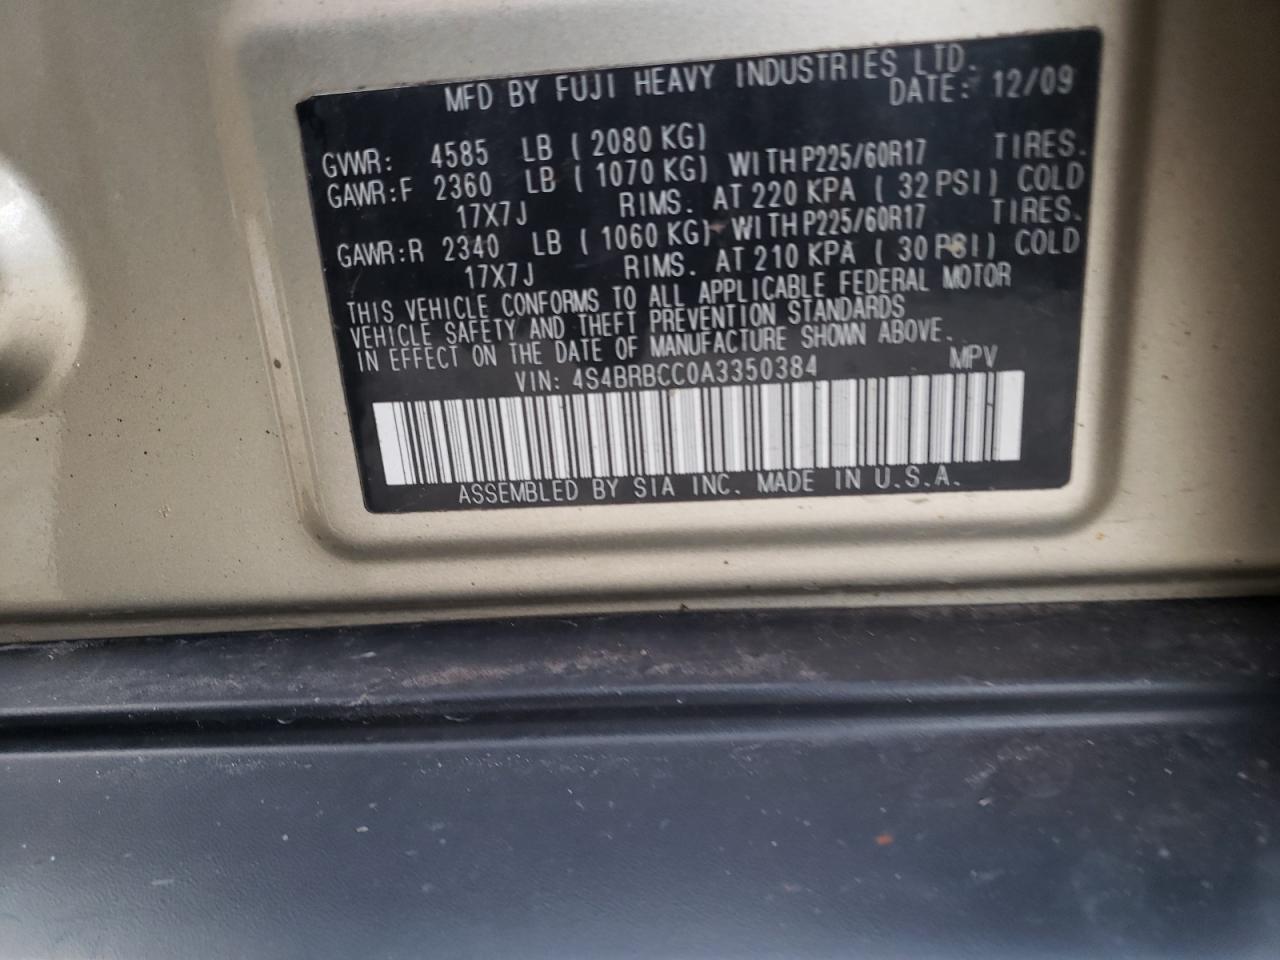 MFD BY FUJI HEAVY INDUSTRIES LTD.
DATE: 12/09
GVWR: 4585 LB ( 2080 KG)
GAWR:F 2360 LB ( 1070 KG) WITH P225/60R17 TIRES.
17X7J RIMS. AT 220 KPA ( 32 PSI) COLD
GAWR:R 2340 LB ( 1060 KG) WITH P225/60R17 TIRES.
17X7J RIMS. AT 210 KPA ( 30 PSI) COLD
THIS VEHICLE CONFORMS TO ALL APPLICABLE FEDERAL MOTOR
VEHICLE SAFETY AND THEFT PREVENTION STANDARDS
IN EFFECT ON THE DATE OF MANUFACTURE SHOWN ABOVE.
VIN: 4S4BRBCC0A3350384 MPV
ASSEMBLED BY SIA INC. MADE IN U.S.A.